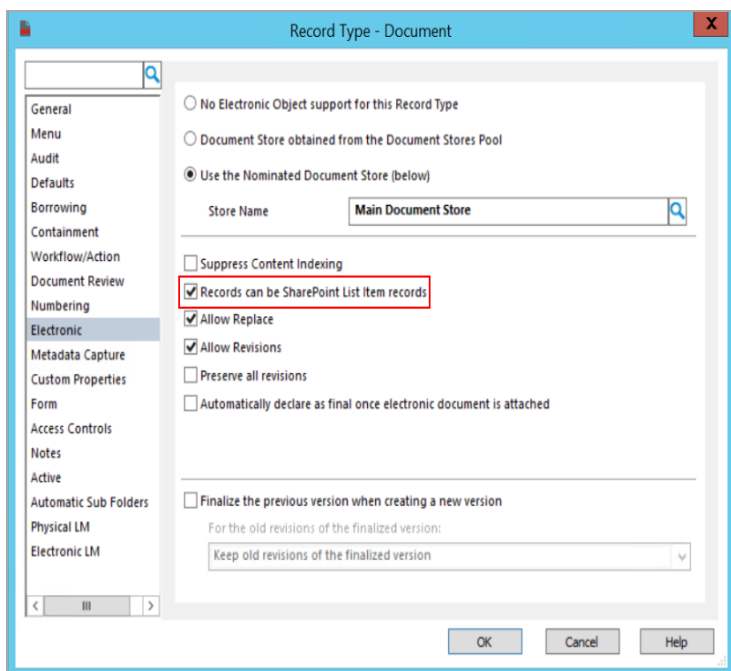 Record Type - Document
X
General
Menu
Audit
Defaults
Borrowing
Containment
Workflow/Action
Document Review
Numbering
Electronic
Metadata Capture
Custom Properties
Form
Access Controls
Notes
Active
Automatic Sub Folders
Physical LM
Electronic LM
No Electronic Object support for this Record Type
Document Store obtained from the Document Stores Pool
Use the Nominated Document Store (below)
Store Name Main Document Store
Suppress Content Indexing
Records can be SharePoint List Item records
Allow Replace
Allow Revisions
Preserve all revisions
Automatically declare as final once electronic document is attached
Finalize the previous version when creating a new version
For the old revisions of the finalized version:
Keep old revisions of the finalized version
OK Cancel Help